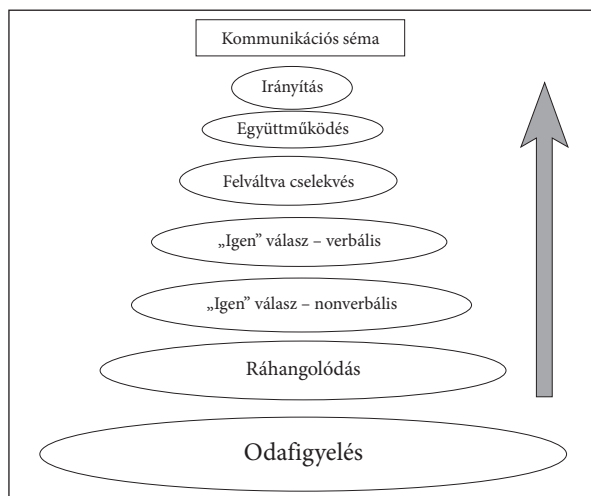 Kommunikációs séma
Irányítás
Együttműködés
Felváltva cselekvés
„Igen” válasz – verbális
„Igen” válasz – nonverbális
Ráhangolódás
Odafigyelés